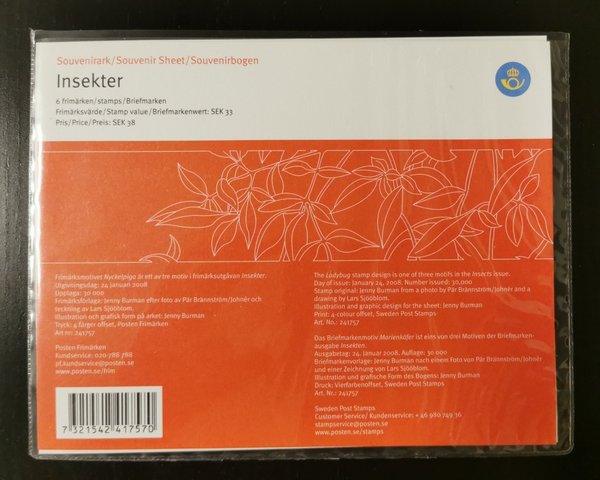 Souvenirark/Souvenir Sheet/Souvenirbogen
Insekter
6 frimärken/stamps/Briefmarken
Frimärksvärde/Stamp value/Briefmarkenwert: SEK 33
Pris/Price/Preis: SEK 38
Frimärksmotivet Nyckelpiga är ett av tre motiv i frimärksutgåvan Insekter.
Utgivningsdag: 24 januari 2008
Upplaga: 30 000
Frimärksförlaga: Jenny Burman efter foto av Pär Brännström/Johnér och
teckning av Lars Sjööblom.
Illustration och grafisk form på arket: Jenny Burman
Tryck: 4 färger offset, Posten Frimärken
Art nr: 241757
Posten Frimärken
Kundservice: 020-786 786
pf.kundservice@posten.se
www.posten.se/frim
7 321542 417570
The Ladybug stamp design is one of three motifs in the Insects issue.
Day of issue: January 24, 2008. Numbered number: 30,000
Stamp original: Jenny Burman from a photo by Pär Brännström/Johnér and a
drawing by Lars Sjööblom.
Illustration and graphic design for the sheet: Jenny Burman
Print: 4-colour offset, Sweden Post Stamps
Art. No.: 241757
Das Briefmarkenmotiv Marienkäfer ist eins von drei Motiven der Briefmarken-
ausgabe Insekten.
Ausgabetag: 24. Januar 2008. Auflage: 30 000
Briefmarkenvorlage: Jenny Burman nach einem Foto von Pär Brännström/Johnér
und einer Zeichnung von Lars Sjööblom.
Illustration und grafische Form des Bogens: Jenny Burman
Druck: Vierfarbenoffset, Sweden Post Stamps
Art. Nr.: 241757
Sweden Post Stamps
Customer Service/ Kundenservice: +46 980 749 36
stampservice@posten.se
www.posten.se/stamps